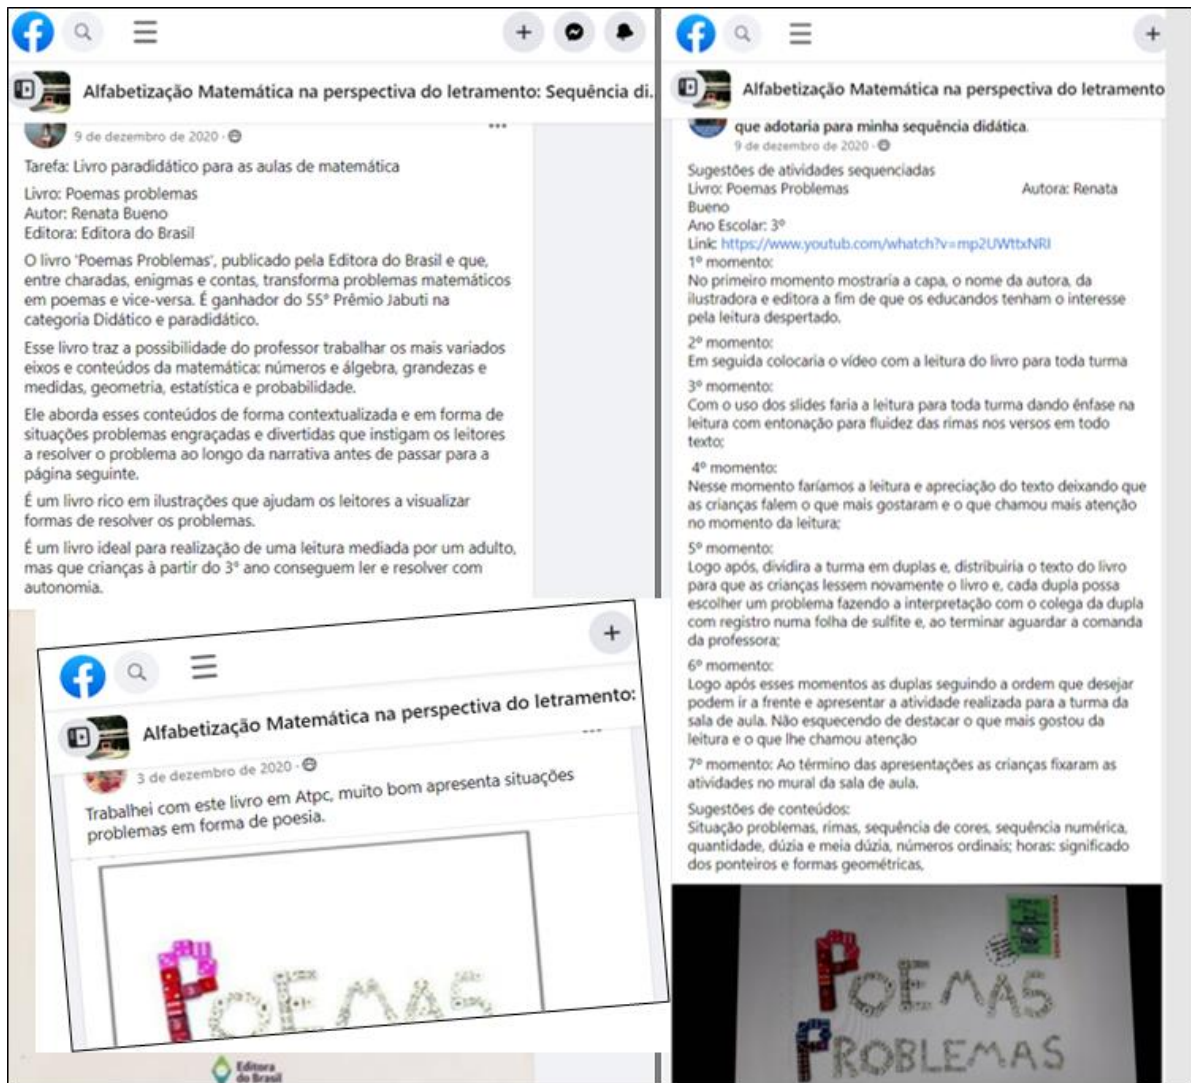 Alfabetização Matemática na perspectiva do letramento: Sequência di...
9 de dezembro de 2020 ·
Tarefa: Livro paradidático para as aulas de matemática
Livro: Poemas problemas
Autor: Renata Bueno
Editora: Editora do Brasil
O livro 'Poemas Problemas', publicado pela Editora do Brasil e que,
entre charadas, enigmas e contas, transforma problemas matemáticos
em poemas e vice-versa. É ganhador do 55° Prêmio Jabuti na
categoria Didático e paradidático.
Esse livro traz a possibilidade do professor trabalhar os mais variados
eixos e conteúdos da matemática: números e álgebra, grandezas e
medidas, geometria, estatística e probabilidade.
Ele aborda esses conteúdos de forma contextualizada e em forma de
situações problemas engraçadas e divertidas que instigam os leitores
a resolver o problema ao longo da narrativa antes de passar para a
página seguinte.
É um livro rico em ilustrações que ajudam os leitores a visualizar
formas de resolver os problemas.
É um livro ideal para realização de uma leitura mediada por um adulto,
mas que crianças à partir do 3° ano conseguem ler e resolver com
autonomia.
Alfabetização Matemática na perspectiva do letramento:
3 de dezembro de 2020 ·
Trabalhei com este livro em Atpc, muito bom apresenta situações
problemas em forma de poesia.
POEMAS
Editora
do Brasil
Alfabetização Matemática na perspectiva do letramento
que adotaria para minha sequência didática.
9 de dezembro de 2020 ·
Sugestões de atividades sequenciadas
Livro: Poemas Problemas Autora: Renata
Bueno
Ano Escolar: 3º
Link: https://www.youtub.com/whatch?v=mp2UWttxNRI
1º momento:
No primeiro momento mostraria a capa, o nome da autora, da
ilustradora e editora a fim de que os educandos tenham o interesse
pela leitura despertado.
2º momento:
Em seguida colocaria o vídeo com a leitura do livro para toda turma
3º momento:
Com o uso dos slides faria a leitura para toda turma dando ênfase na
leitura com entonação para fluidez das rimas nos versos em todo
texto;
4º momento:
Nesse momento faríamos a leitura e apreciação do texto deixando que
as crianças falem o que mais gostaram e o que chamou mais atenção
no momento da leitura;
5º momento:
Logo após, dividira a turma em duplas e, distribuiria o texto do livro
para que as crianças lessem novamente o livro e, cada dupla possa
escolher um problema fazendo a interpretação com o colega da dupla
com registro numa folha de sulfite e, ao terminar aguardar a comanda
da professora;
6º momento:
Logo após esses momentos as duplas seguindo a ordem que desejar
podem ir a frente e apresentar a atividade realizada para a turma da
sala de aula. Não esquecendo de destacar o que mais gostou da
leitura e o que lhe chamou atenção
7º momento: Ao término das apresentações as crianças fixaram as
atividades no mural da sala de aula.
Sugestões de conteúdos:
Situação problemas, rimas, sequência de cores, sequência numérica,
quantidade, dúzia e meia dúzia, números ordinais; horas: significado
dos ponteiros e formas geométricas,
POEMAS
PROBLEMAS